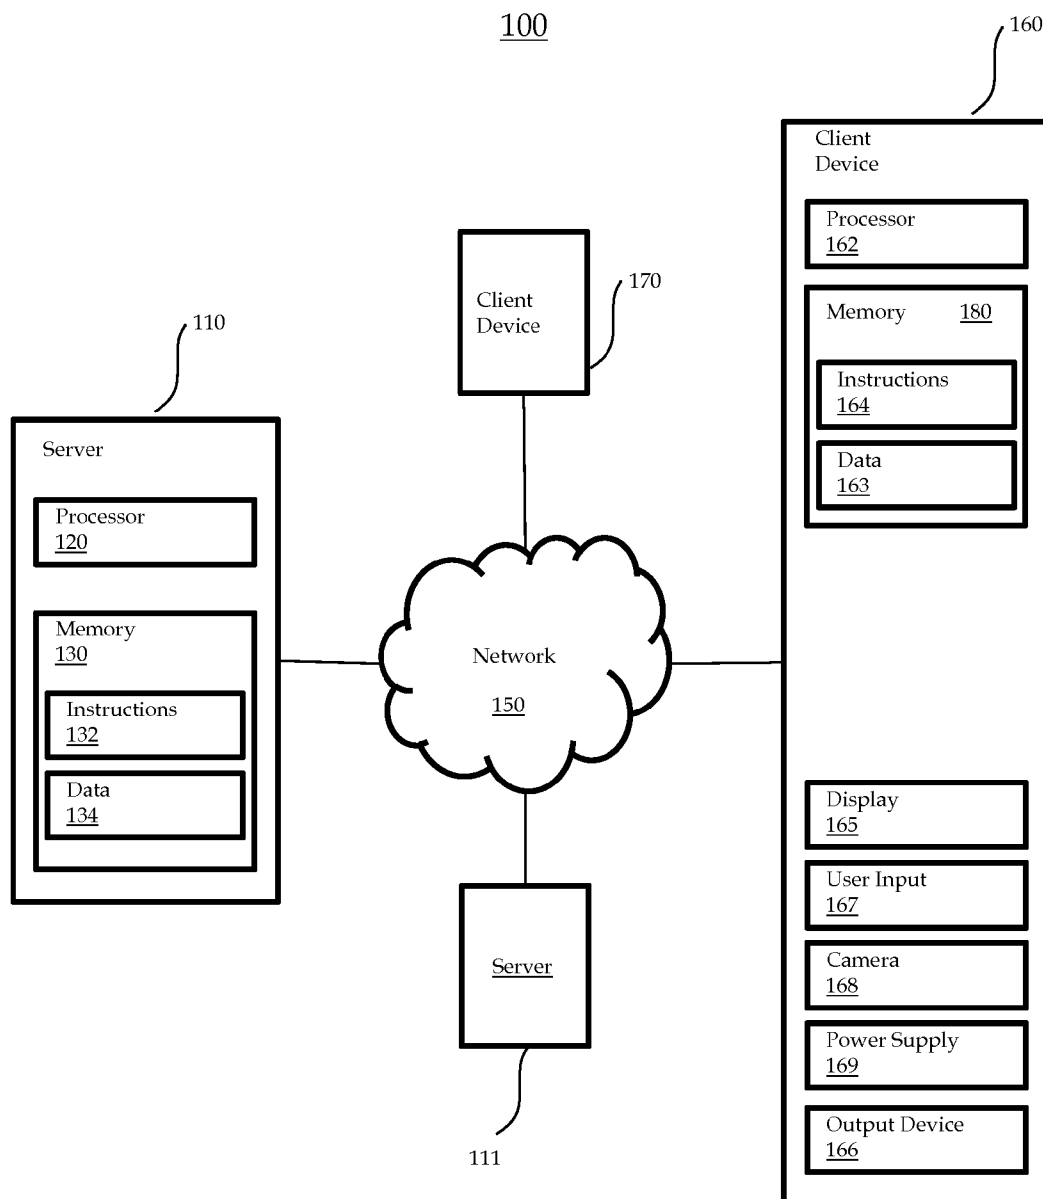 100
160
Client
Device
Processor
162
Memory 180
Instructions
164
Data
163
170
Client
Device
110
Server
Processor
120
Memory
130
Instructions
132
Data
134
Network
150
Display
165
User Input
167
Camera
168
Power Supply
169
Output Device
166
Server
111